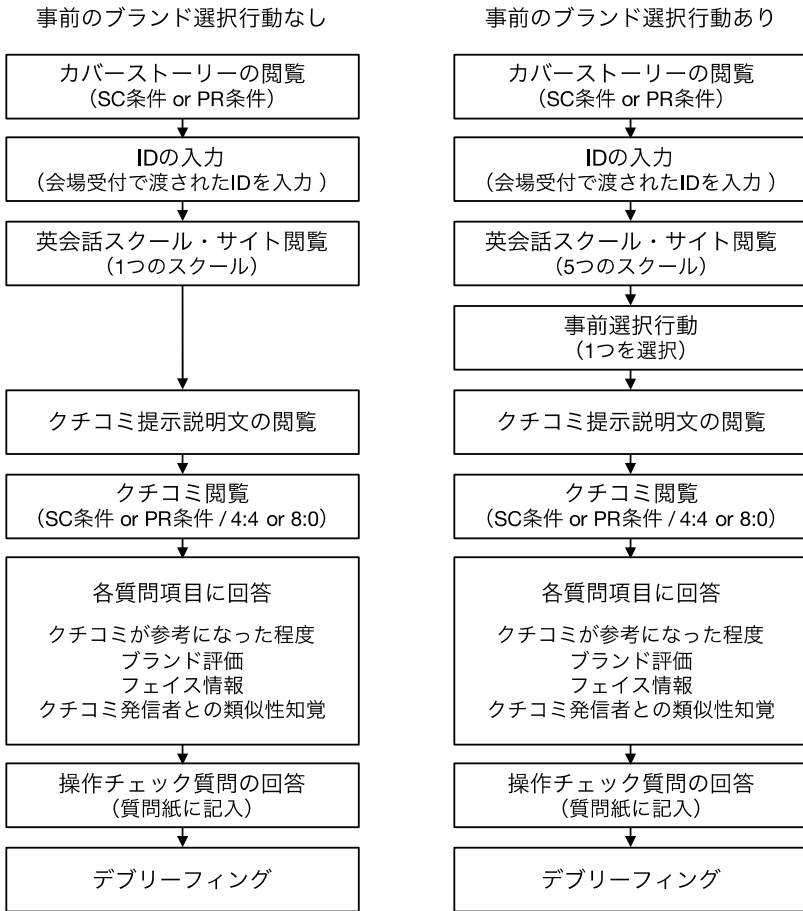 事前のブランド選択行動なし
カバーストーリーの閲覧
（SC条件 or PR条件）
IDの入力
（会場受付で渡されたIDを入力 ）
英会話スクール・サイト閲覧
（1つのスクール）
クチコミ提示説明文の閲覧
クチコミ閲覧
（SC条件 or PR条件 / 4:4 or 8:0）
各質問項目に回答
クチコミが参考になった程度
ブランド評価
フェイス情報
クチコミ発信者との類似性知覚
操作チェック質問の回答
（質問紙に記入）
デブリーフィング
事前のブランド選択行動あり
カバーストーリーの閲覧
（SC条件 or PR条件）
IDの入力
（会場受付で渡されたIDを入力 ）
英会話スクール・サイト閲覧
（5つのスクール）
事前選択行動
（1つを選択）
クチコミ提示説明文の閲覧
クチコミ閲覧
（SC条件 or PR条件 / 4:4 or 8:0）
各質問項目に回答
クチコミが参考になった程度
ブランド評価
フェイス情報
クチコミ発信者との類似性知覚
操作チェック質問の回答
（質問紙に記入）
デブリーフィング